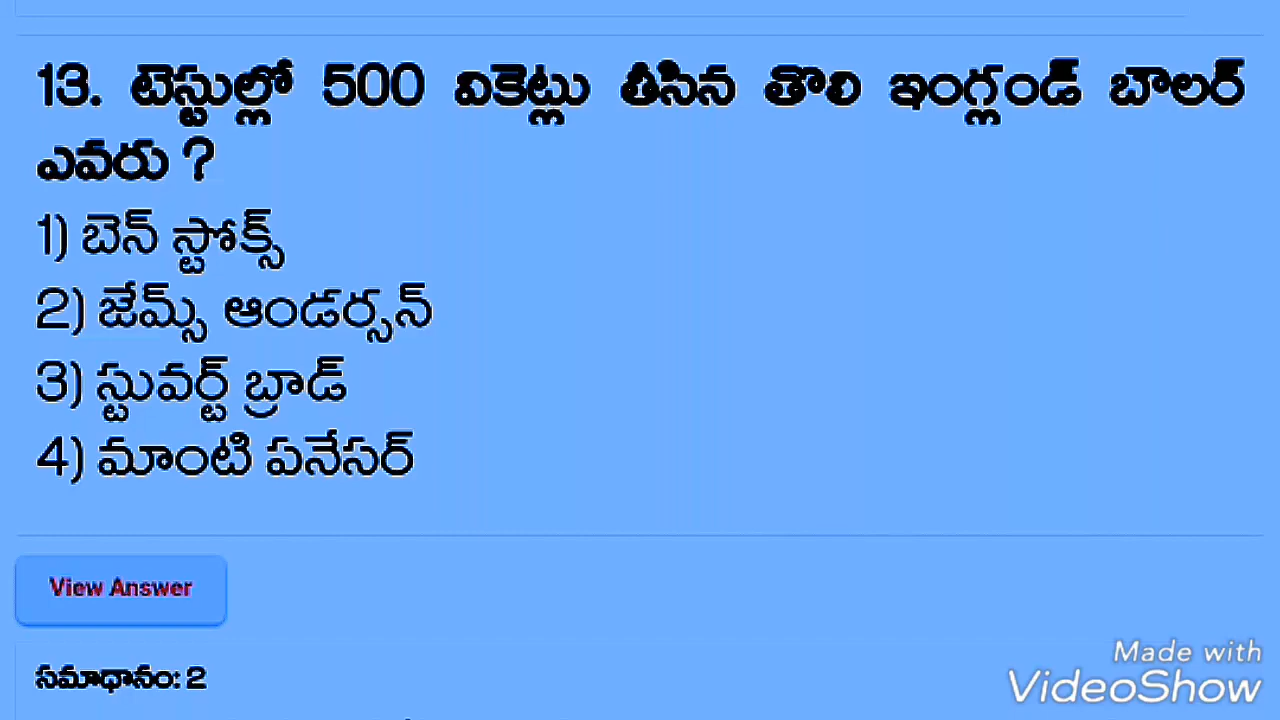 13. టెస్టుల్లో 500 వికెట్లు తీసిన తొలి ఇంగ్లండ్ బౌలర్
ఎవరు ?
1) బెన్ స్టోక్స్
2) జేమ్స్ ఆండర్సన్
3) స్టువర్ట్ బ్రాడ్
4) మాంటి పనేసర్
View Answer
సమాధానం: 2
Made with
VideoShow